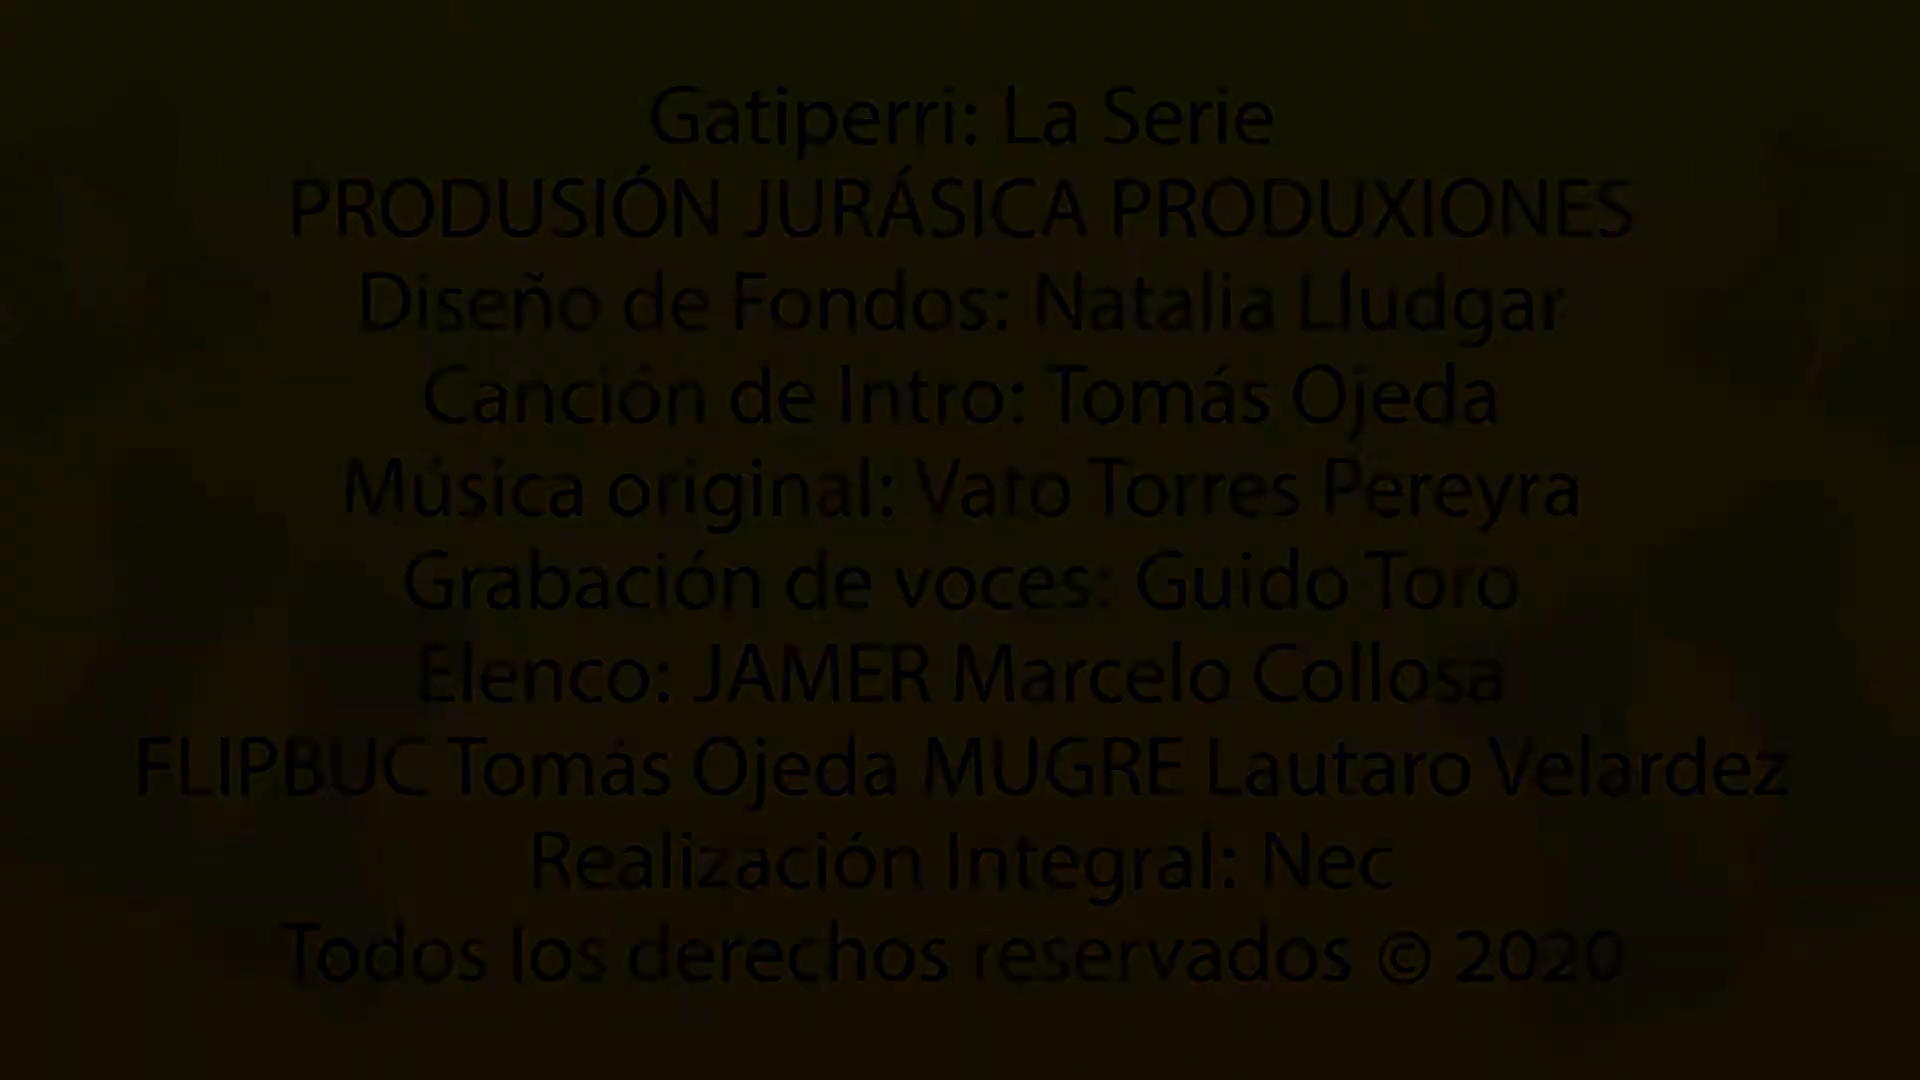 Gatiperri: La Serie
PRODUSIÓN JURÁSICA PRODUXIONES
Diseño de Fondos: Natalia Lludgar
Canción de Intro: Tomás Ojeda
Música original: Vato Torres Pereyra
Grabación de voces: Guido Toro
Elenco: JAMER Marcelo Collosa
FLIPBUC Tomás Ojeda MUGRE Lautaro Velardez
Realización Integral: Nec
Todos los derechos reservados © 2020